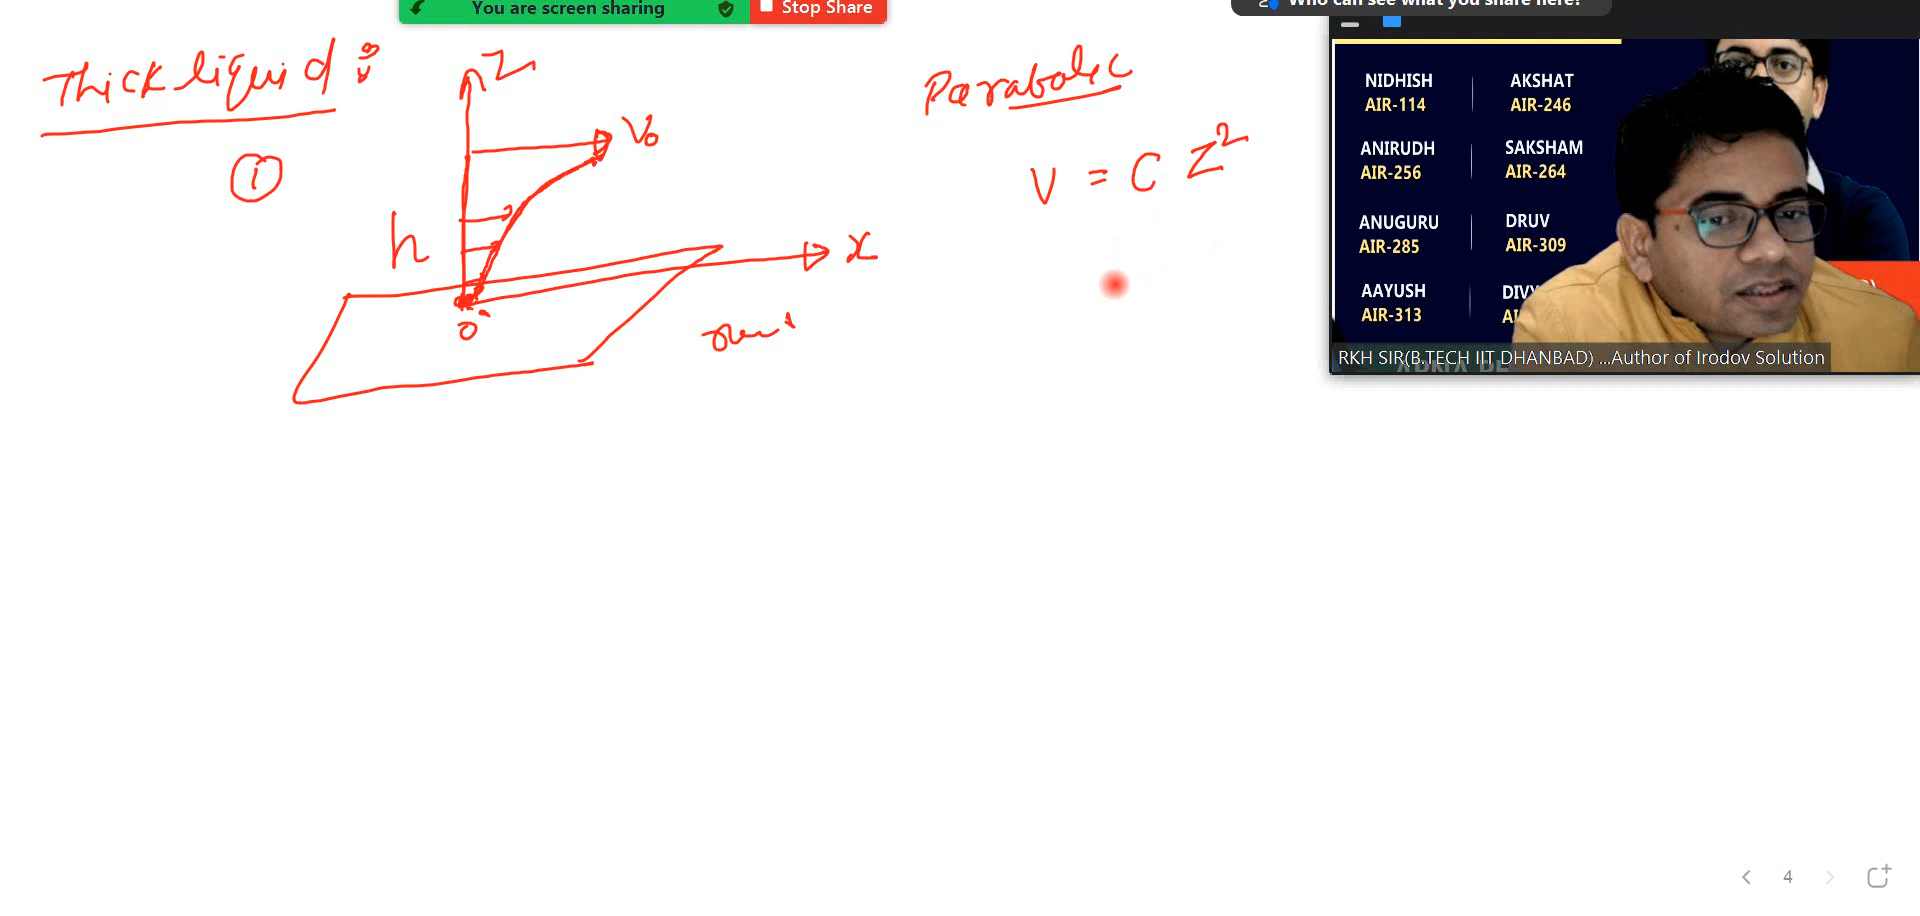 You are screen sharing
Stop Share
Who can see what you share here?
Thick liquid :
Z
Parabolic
V₀
(i)
V = C Z²
h
x
O
NIDHISH AKSHAT
AIR-114 AIR-246
ANIRUDH SAKSHAM
AIR-256 AIR-264
ANUGURU DRUV
AIR-285 AIR-309
AAYUSH
AIR-313
RKH SIR(B.TECH IIT DHANBAD) ...Author of Irodov Solution
4